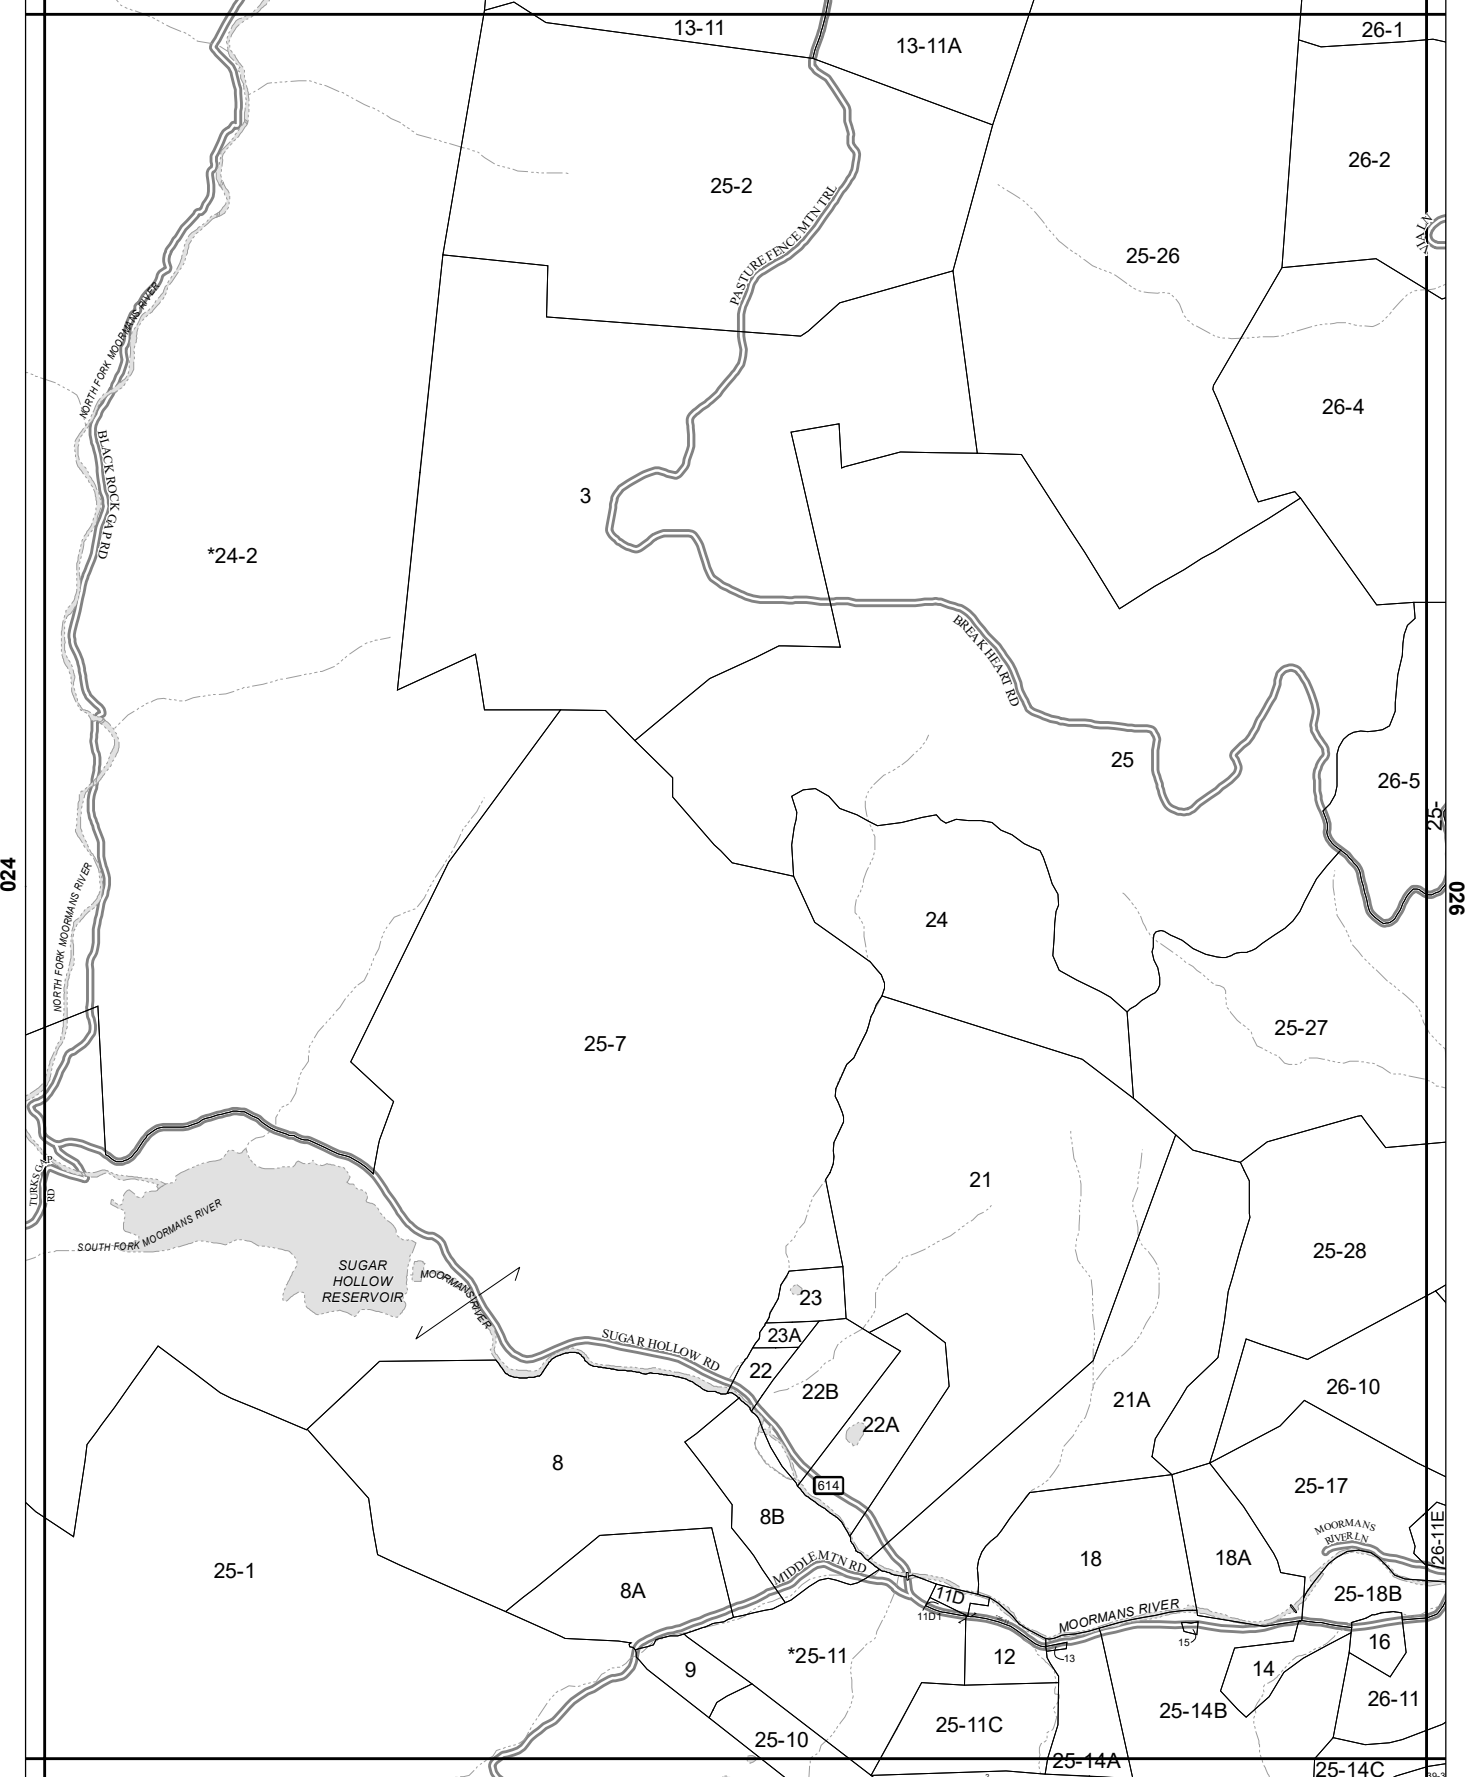 13-11
13-11A
26-1
26-2
25-2
PASTURE FENCE MTN TRL
25-26
NORTH FORK MOORMANS RIVER
26-4
BLACK ROCK GAP RD
3
*24-2
BREAK HEART RD
25
26-5
25-
024
026
24
NORTH FORK MOORMANS RIVER
25-27
25-7
21
TURKS GAP
RD
SOUTH FORK MOORMANS RIVER
25-28
SUGAR
HOLLOW
RESERVOIR
MOORMANS RIVER
23
23A
SUGAR HOLLOW RD
22
22B
22A
21A
26-10
8
614
25-17
8B
MOORMANS
RIVER LN
26-11E
18
18A
25-1
MIDDLE MTN RD
8A
11D
11D1
25-18B
MOORMANS RIVER
15
16
*25-11
12
13
9
14
26-11
25-14B
25-11C
25-10
25-14A
25-14C